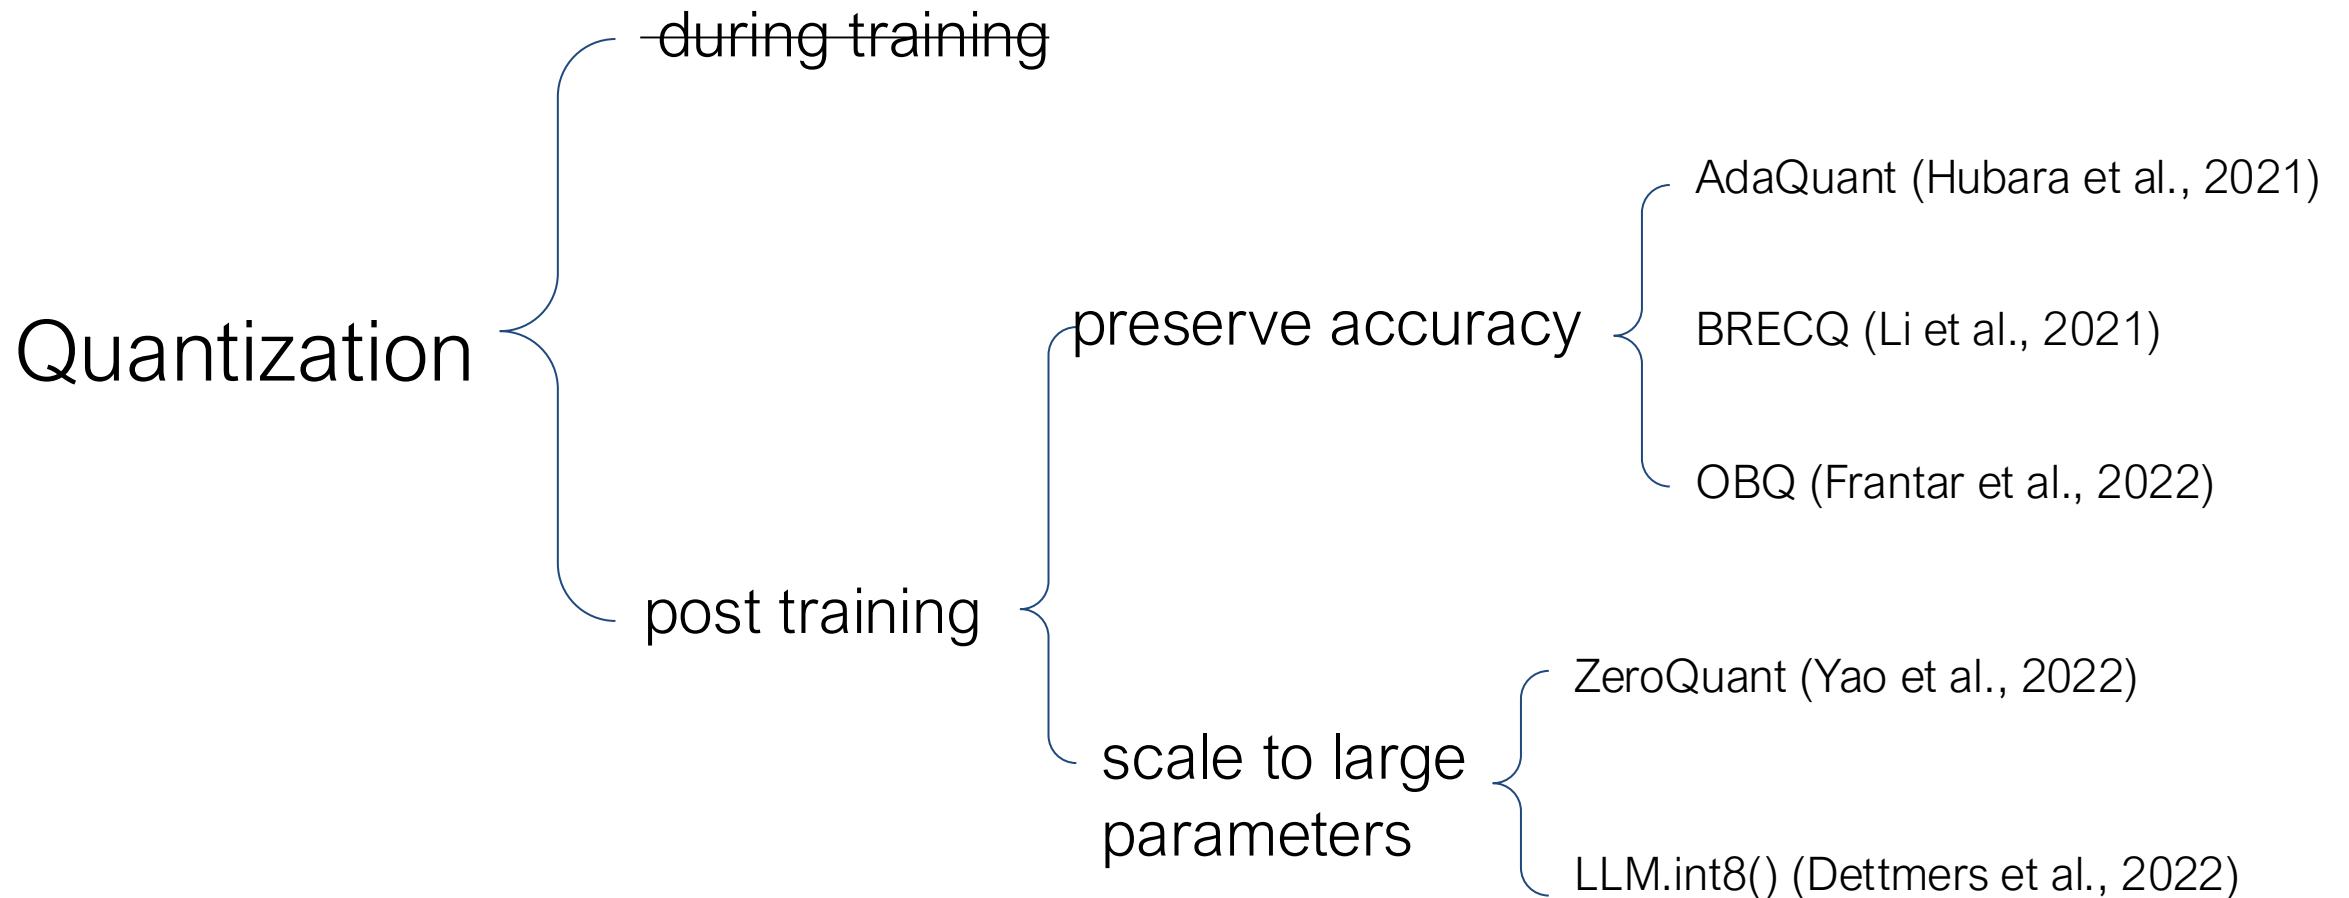 during training
AdaQuant (Hubara et al., 2021)
Quantization
preserve accuracy
BRECQ (Li et al., 2021)
OBQ (Frantar et al., 2022)
post training
ZeroQuant (Yao et al., 2022)
scale to large
parameters
LLM.int8() (Dettmers et al., 2022)